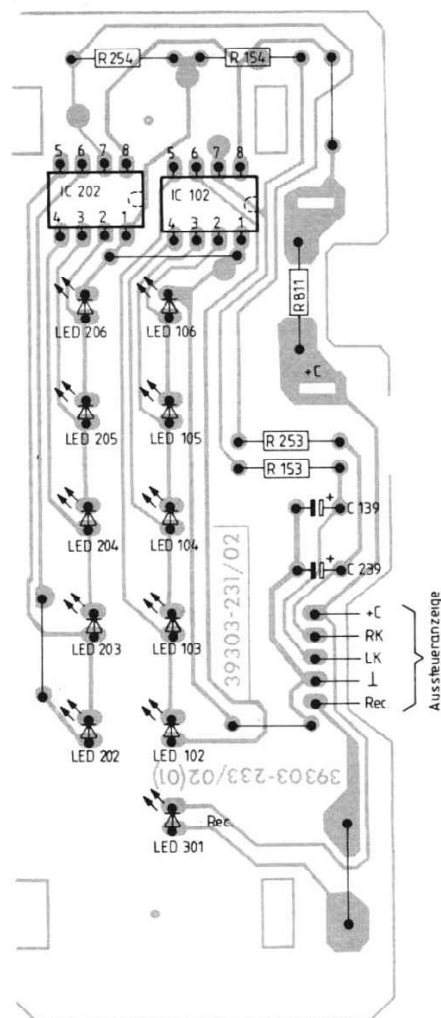 R 254
R 154
5 6 7 8
IC 202
4 3 2 1
5 6 7 8
IC 102
4 3 2 1
R 811
+C
LED 206
LED 106
LED 205
LED 105
R 253
R 153
LED 204
LED 104
C 139
C 239
39303-231/02
+C
RK
LK
⊥
Rec.
Aussteueranzeige
LED 203
LED 103
LED 202
LED 102
39303-233/02(01)
LED 301
Rec.